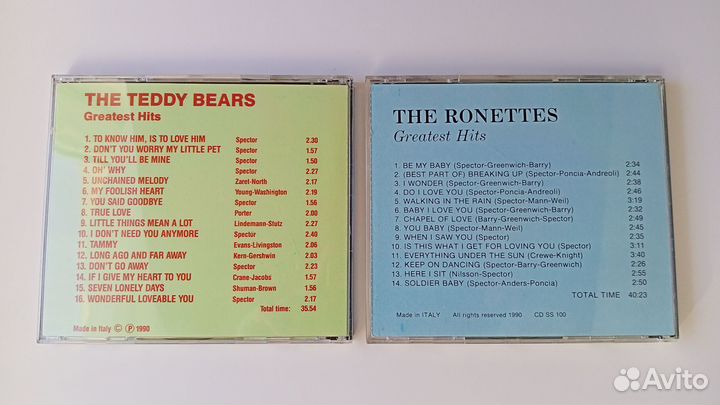 THE TEDDY BEARS
Greatest Hits
1. TO KNOW HIM, IS TO LOVE HIM Spector 2.30
2. DON'T YOU WORRY MY LITTLE PET Spector 1.57
3. TILL YOU'LL BE MINE Spector 1.50
4. OH' WHY Spector 2.27
5. UNCHAINED MELODY Zaret-North 2.17
6. MY FOOLISH HEART Young-Washington 2.19
7. YOU SAID GOODBYE Spector 1.56
8. TRUE LOVE Porter 2.00
9. LITTLE THINGS MEAN A LOT Lindemann-Stutz 2.27
10. I DON'T NEED YOU ANYMORE Spector 2.40
11. TAMMY Evans-Livingston 2.06
12. LONG AGO AND FAR AWAY Kern-Gershwin 2.03
13. DON'T GO AWAY Spector 2.23
14. IF I GIVE MY HEART TO YOU Crane-Jacobs 2.18
15. SEVEN LONELY DAYS Shuman-Brown 1.56
16. WONDERFUL LOVEABLE YOU Spector 2.17
Total time: 35.54
Made in Italy © ℗ 1990
THE RONETTES
Greatest Hits
1. BE MY BABY (Spector-Greenwich-Barry) 2:34
2. (BEST PART OF) BREAKING UP (Spector-Poncia-Andreoli) 2:44
3. I WONDER (Spector-Greenwich-Barry) 2:38
4. DO I LOVE YOU (Spector-Poncia-Andreoli) 2:46
5. WALKING IN THE RAIN (Spector-Mann-Weil) 3:19
6. BABY I LOVE YOU (Spector-Greenwich-Barry) 2:32
7. CHAPEL OF LOVE (Barry-Greenwich-Spector) 2:49
8. YOU BABY (Spector-Mann-Weil) 2:45
9. WHEN I SAW YOU (Spector) 2:35
10. IS THIS WHAT I GET FOR LOVING YOU (Spector) 2:35
11. EVERYTHING UNDER THE SUN (Crewe-Knight) 3:40
12. KEEP ON DANCING (Spector-Barry-Greenwich) 2:26
13. HERE I SIT (Nilsson-Spector) 2:55
14. SOLDIER BABY (Spector-Anders-Poncia) 2:50
TOTAL TIME 40:23
Made in ITALY All rights reserved 1990 CD SS 100
Avito